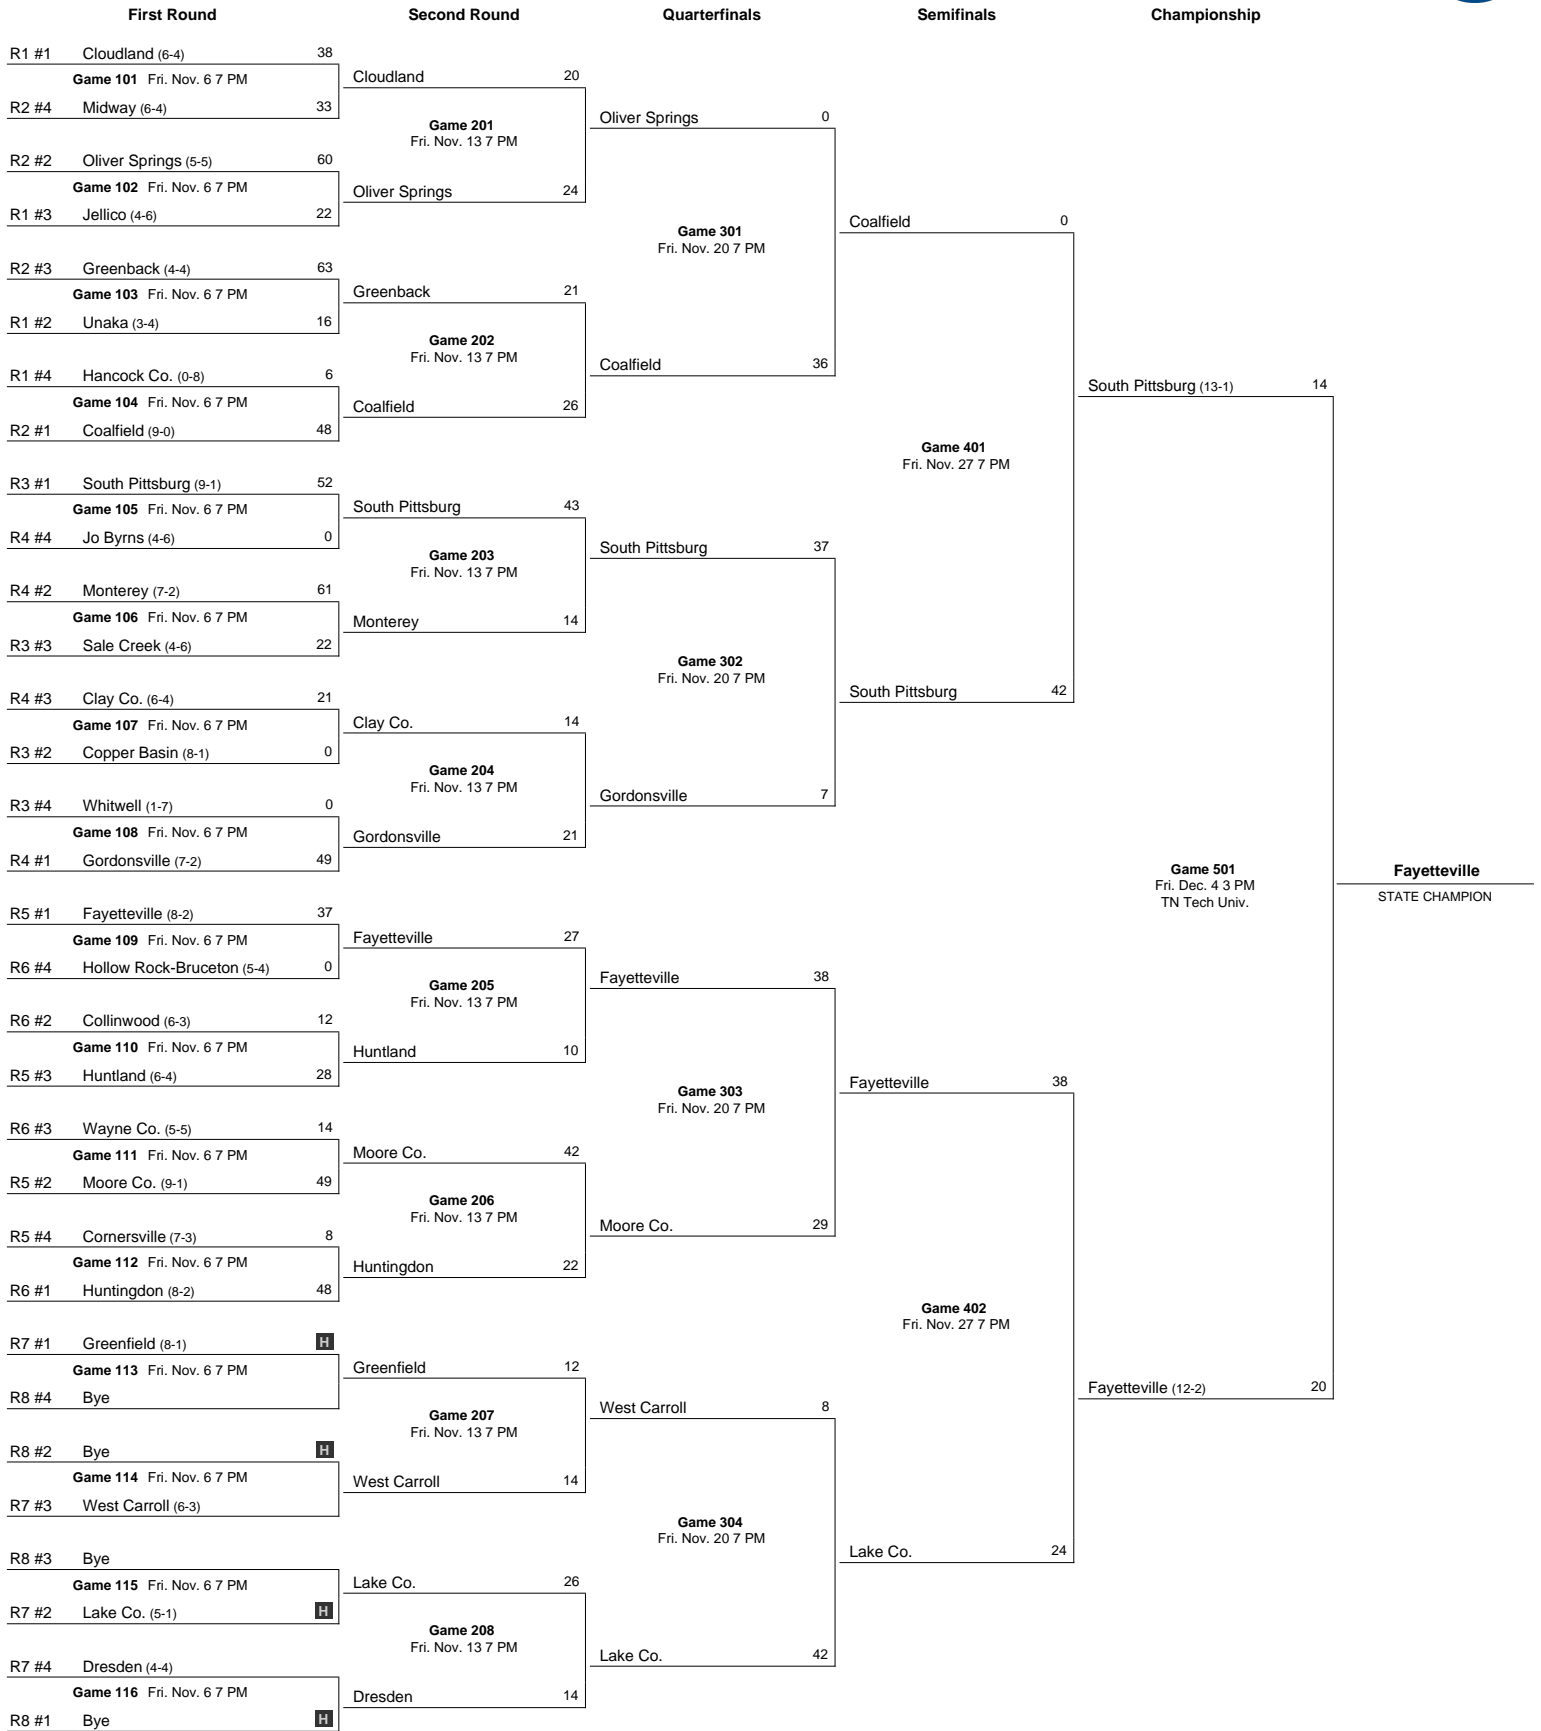 First Round
Second Round
Quarterfinals
Semifinals
Championship
R1 #1 Cloudland (6-4) 38
Game 101 Fri. Nov. 6 7 PM
R2 #4 Midway (6-4) 33
R2 #2 Oliver Springs (5-5) 60
Game 102 Fri. Nov. 6 7 PM
R1 #3 Jellico (4-6) 22
R2 #3 Greenback (4-4) 63
Game 103 Fri. Nov. 6 7 PM
R1 #2 Unaka (3-4) 16
R1 #4 Hancock Co. (0-8) 6
Game 104 Fri. Nov. 6 7 PM
R2 #1 Coalfield (9-0) 48
R3 #1 South Pittsburg (9-1) 52
Game 105 Fri. Nov. 6 7 PM
R4 #4 Jo Byrns (4-6) 0
R4 #2 Monterey (7-2) 61
Game 106 Fri. Nov. 6 7 PM
R3 #3 Sale Creek (4-6) 22
R4 #3 Clay Co. (6-4) 21
Game 107 Fri. Nov. 6 7 PM
R3 #2 Copper Basin (8-1) 0
R3 #4 Whitwell (1-7) 0
Game 108 Fri. Nov. 6 7 PM
R4 #1 Gordonsville (7-2) 49
R5 #1 Fayetteville (8-2) 37
Game 109 Fri. Nov. 6 7 PM
R6 #4 Hollow Rock-Bruceton (5-4) 0
R6 #2 Collinwood (6-3) 12
Game 110 Fri. Nov. 6 7 PM
R5 #3 Huntland (6-4) 28
R6 #3 Wayne Co. (5-5) 14
Game 111 Fri. Nov. 6 7 PM
R5 #2 Moore Co. (9-1) 49
R5 #4 Cornersville (7-3) 8
Game 112 Fri. Nov. 6 7 PM
R6 #1 Huntingdon (8-2) 48
R7 #1 Greenfield (8-1) H
Game 113 Fri. Nov. 6 7 PM
R8 #4 Bye
R8 #2 Bye H
Game 114 Fri. Nov. 6 7 PM
R7 #3 West Carroll (6-3)
R8 #3 Bye
Game 115 Fri. Nov. 6 7 PM
R7 #2 Lake Co. (5-1) H
R7 #4 Dresden (4-4)
Game 116 Fri. Nov. 6 7 PM
R8 #1 Bye H
Cloudland 20
Game 201
Fri. Nov. 13 7 PM
Oliver Springs 24
Greenback 21
Game 202
Fri. Nov. 13 7 PM
Coalfield 26
South Pittsburg 43
Game 203
Fri. Nov. 13 7 PM
Monterey 14
Clay Co. 14
Game 204
Fri. Nov. 13 7 PM
Gordonsville 21
Fayetteville 27
Game 205
Fri. Nov. 13 7 PM
Huntland 10
Moore Co. 42
Game 206
Fri. Nov. 13 7 PM
Huntingdon 22
Greenfield 12
Game 207
Fri. Nov. 13 7 PM
West Carroll 14
Lake Co. 26
Game 208
Fri. Nov. 13 7 PM
Dresden 14
Oliver Springs 0
Game 301
Fri. Nov. 20 7 PM
Coalfield 36
South Pittsburg 37
Game 302
Fri. Nov. 20 7 PM
Gordonsville 7
Fayetteville 38
Game 303
Fri. Nov. 20 7 PM
Moore Co. 29
West Carroll 8
Game 304
Fri. Nov. 20 7 PM
Lake Co. 42
Coalfield 0
Game 401
Fri. Nov. 27 7 PM
South Pittsburg 42
Fayetteville 38
Game 402
Fri. Nov. 27 7 PM
Lake Co. 24
South Pittsburg (13-1) 14
Game 501
Fri. Dec. 4 3 PM
TN Tech Univ.
Fayetteville (12-2) 20
Fayetteville
STATE CHAMPION